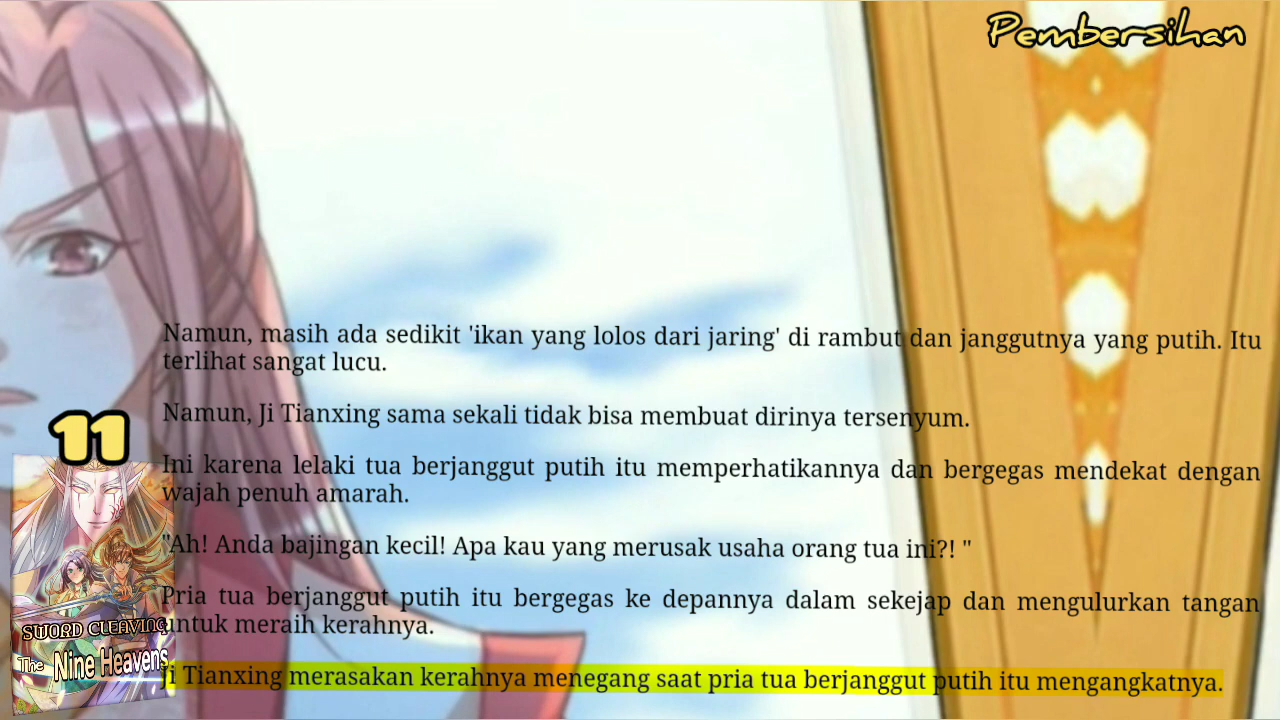 Pembersihan
Namun, masih ada sedikit 'ikan yang lolos dari jaring' di rambut dan janggutnya yang putih. Itu
terlihat sangat lucu.
Namun, Ji Tianxing sama sekali tidak bisa membuat dirinya tersenyum.
Ini karena lelaki tua berjanggut putih itu memperhatikannya dan bergegas mendekat dengan
wajah penuh amarah.
"Ah! Anda bajingan kecil! Apa kau yang merusak usaha orang tua ini?! "
Pria tua berjanggut putih itu bergegas ke depannya dalam sekejap dan mengulurkan tangan
untuk meraih kerahnya.
Ji Tianxing merasakan kerahnya menegang saat pria tua berjanggut putih itu mengangkatnya.
11
SWORD CLEAVING
The Nine Heavens